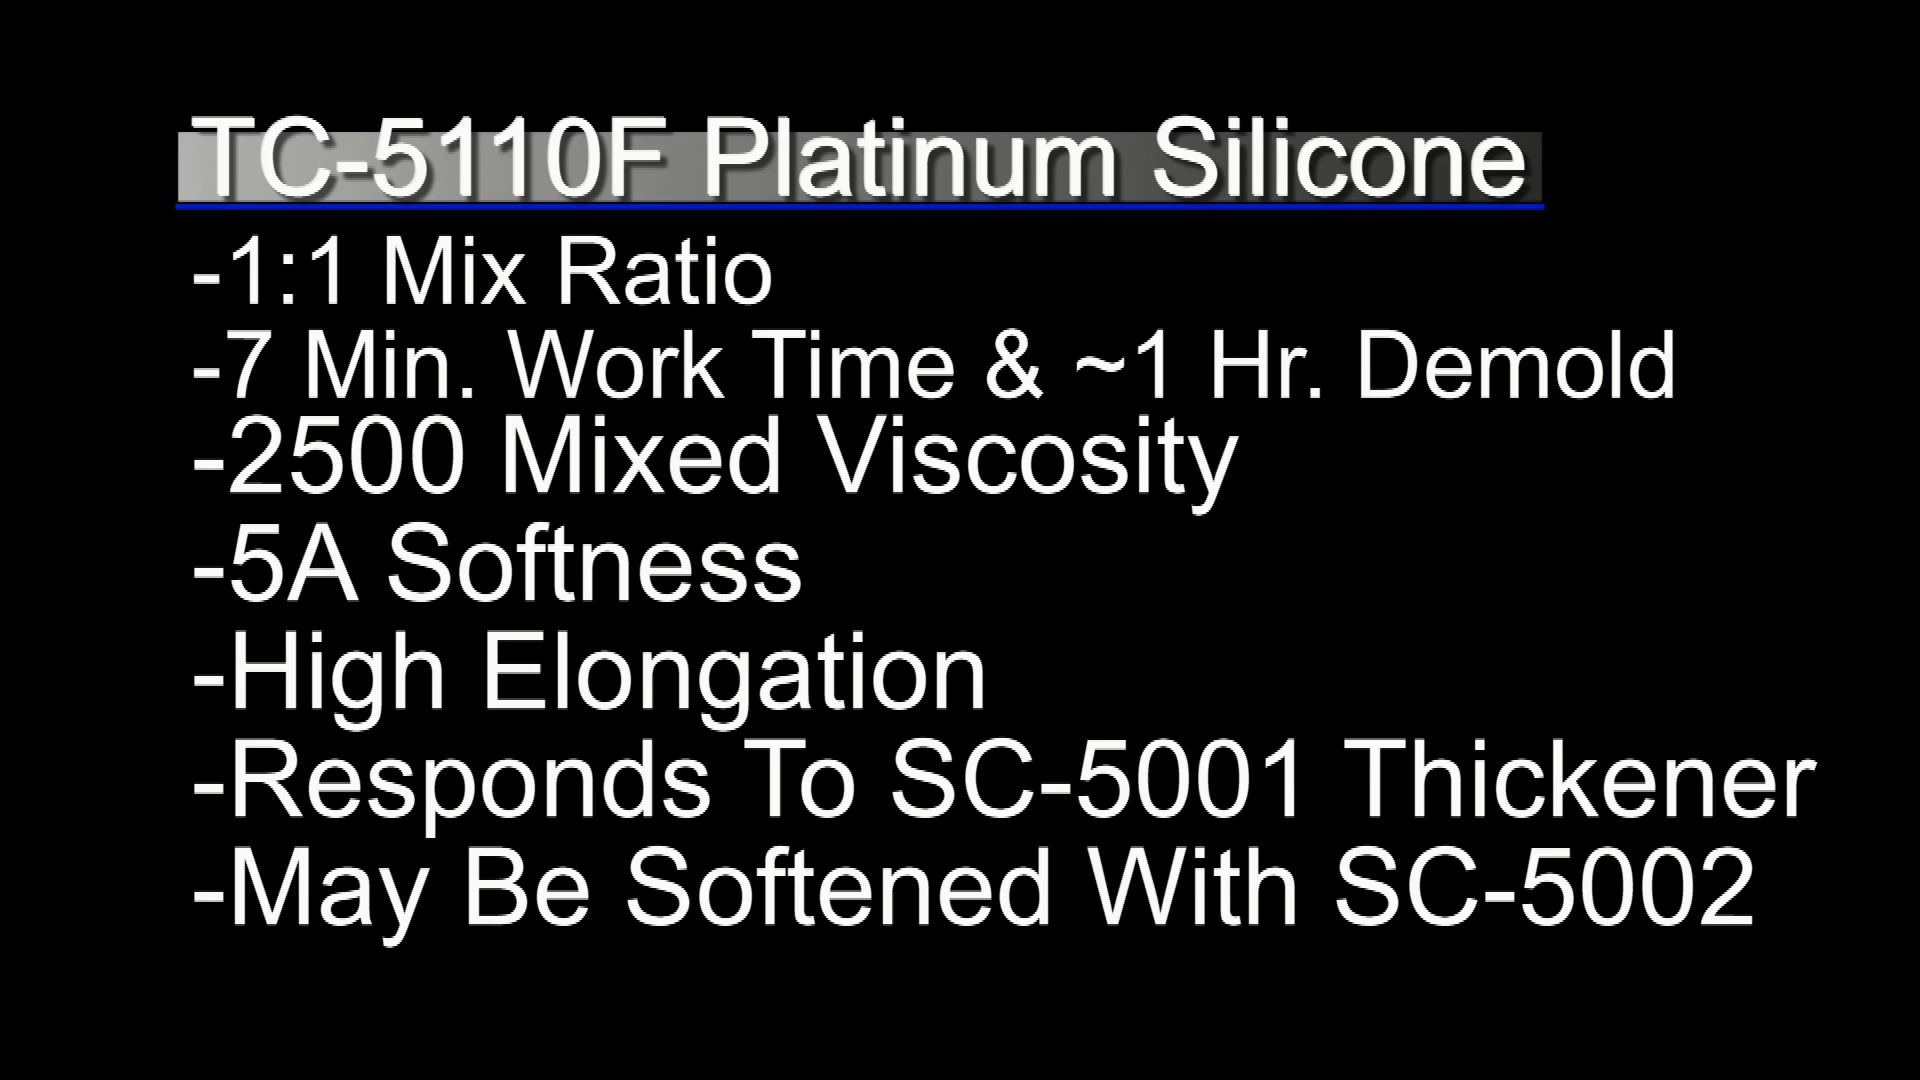 TC-5110F Platinum Silicone
-1:1 Mix Ratio
-7 Min. Work Time & ~1 Hr. Demold
-2500 Mixed Viscosity
-5A Softness
-High Elongation
-Responds To SC-5001 Thickener
-May Be Softened With SC-5002